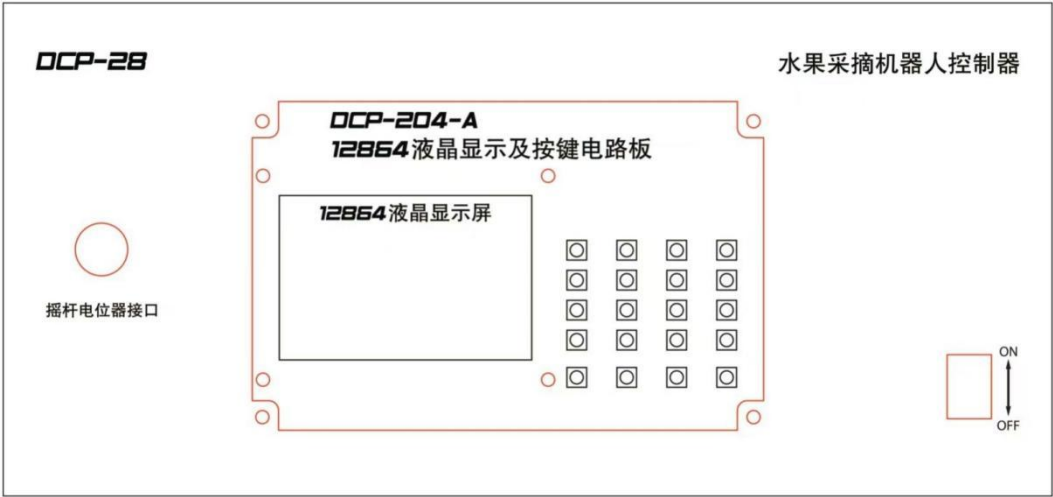 DCP-28
水果采摘机器人控制器
DCP-204-A
12864液晶显示及按键电路板
12864液晶显示屏
摇杆电位器接口
ON
OFF